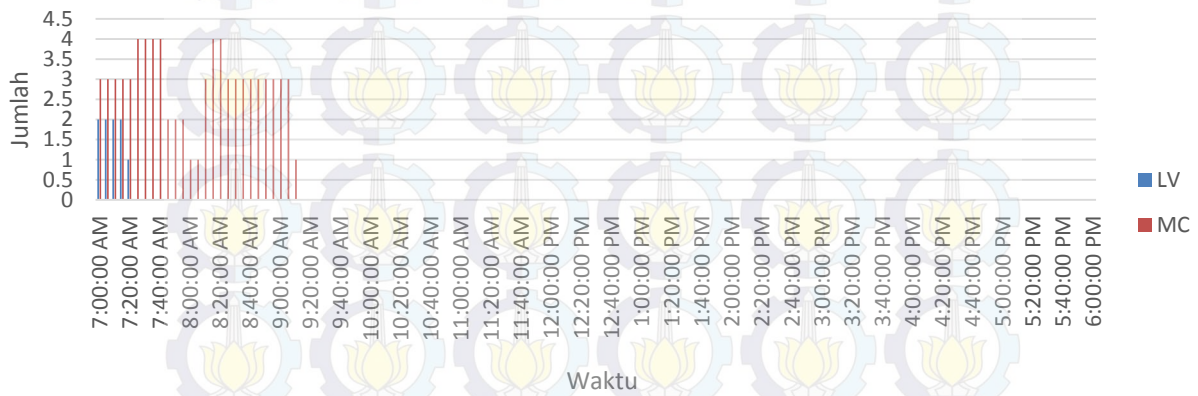 4.5
4
3.5
3
2.5
2
1.5
1
0.5
0
Jumlah
7:00:00 AM
7:20:00 AM
7:40:00 AM
8:00:00 AM
8:20:00 AM
8:40:00 AM
9:00:00 AM
9:20:00 AM
9:40:00 AM
10:00:00 AM
10:20:00 AM
10:40:00 AM
11:00:00 AM
11:20:00 AM
11:40:00 AM
12:00:00 PM
12:20:00 PM
12:40:00 PM
1:00:00 PM
1:20:00 PM
1:40:00 PM
2:00:00 PM
2:20:00 PM
2:40:00 PM
3:00:00 PM
3:20:00 PM
3:40:00 PM
4:00:00 PM
4:20:00 PM
4:40:00 PM
5:00:00 PM
5:20:00 PM
5:40:00 PM
6:00:00 PM
Waktu
LV
MC